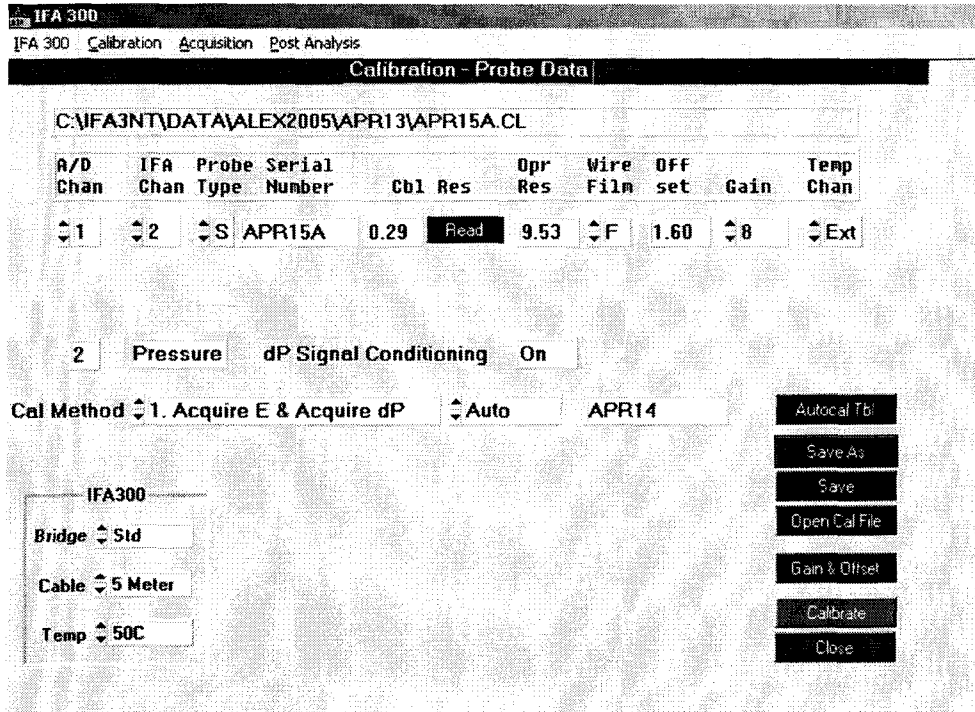 IFA 300
IFA 300 Calibration Acquisition Post Analysis
Calibration - Probe Data
C:\IFA3NT\DATA\ALEX2005\APR13\APR15A.CL
A/D IFA Probe Serial Opr Wire Off Temp
Chan Chan Type Number Cbl Res Res Film set Gain Chan
1 2 S APR15A 0.29 Read 9.53 F 1.60 8 Ext
2 Pressure dP Signal Conditioning On
Cal Method 1. Acquire E & Acquire dP Auto APR14
Autocal Tbl
Save As
Save
Open Cal File
Gain & Offset
Calibrate
Close
IFA300
Bridge Std
Cable 5 Meter
Temp 50C